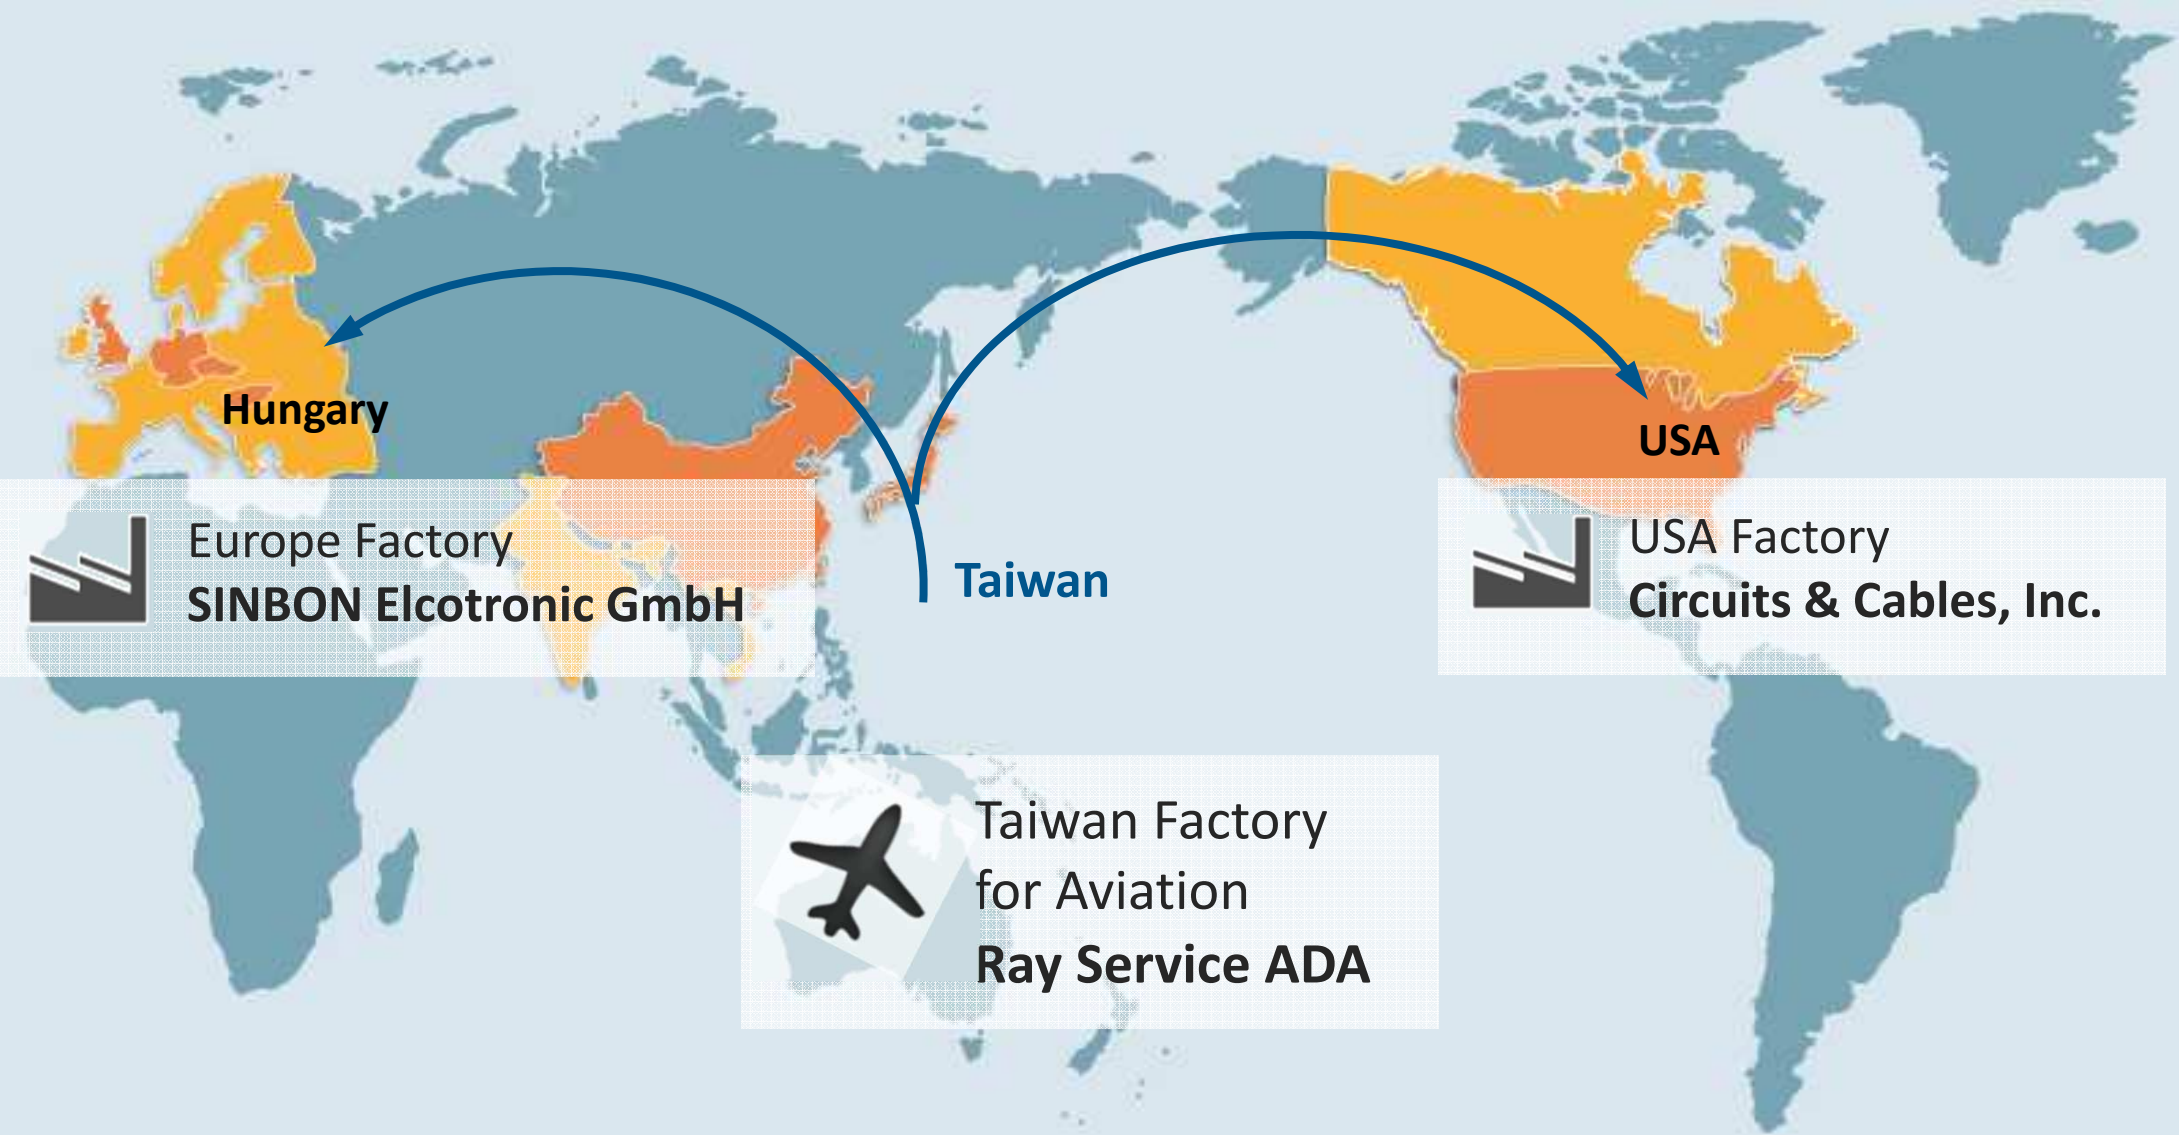 Hungary
USA
Europe Factory
SINBON Elcotronic GmbH
Taiwan
USA Factory
Circuits & Cables, Inc.
Taiwan Factory
for Aviation
Ray Service ADA